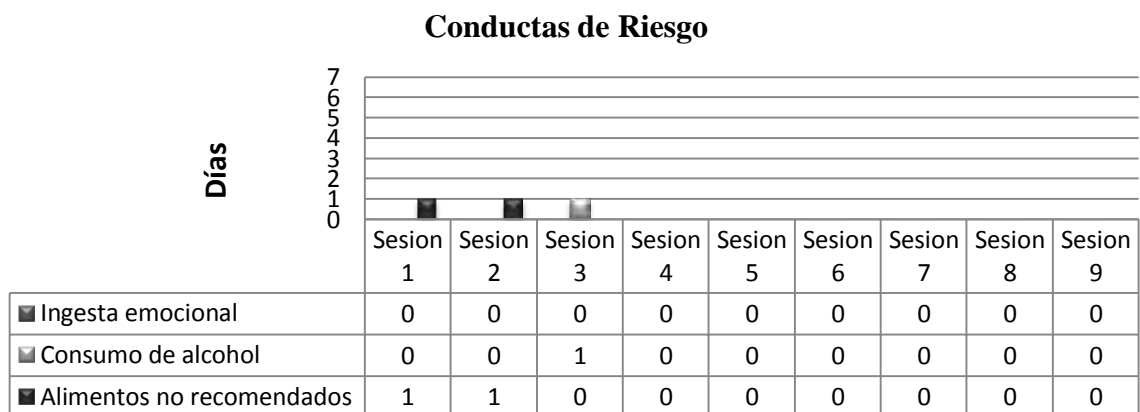 Conductas de Riesgo
Días
7
6
5
4
3
2
1
0
Sesion 1 Sesion 2 Sesion 3 Sesion 4 Sesion 5 Sesion 6 Sesion 7 Sesion 8 Sesion 9
Ingesta emocional 0 0 0 0 0 0 0 0 0
Consumo de alcohol 0 0 1 0 0 0 0 0 0
Alimentos no recomendados 1 1 0 0 0 0 0 0 0